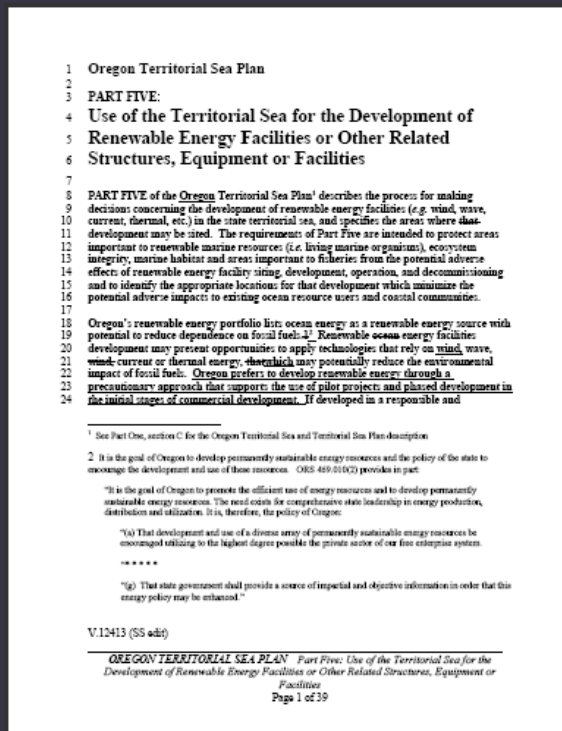 1 Oregon Territorial Sea Plan
2
3 PART FIVE:
4 Use of the Territorial Sea for the Development of
5 Renewable Energy Facilities or Other Related
6 Structures, Equipment or Facilities
7
8 PART FIVE of the Oregon Territorial Sea Plan¹ describes the process for making
9 decisions concerning the development of renewable energy facilities (e.g. wind, wave,
10 current, thermal, etc.) in the state territorial sea, and specifies the areas where that
11 development may be sited. The requirements of Part Five are intended to protect areas
12 important to renewable marine resources (i.e. living marine organisms), ecosystem
13 integrity, marine habitat and areas important to fisheries from the potential adverse
14 effects of renewable energy facility siting, development, operation, and decommissioning
15 and to identify the appropriate locations for that development which minimize the
16 potential adverse impacts to existing ocean resource users and coastal communities.
17
18 Oregon's renewable energy portfolio lists ocean energy as a renewable energy source with
19 potential to reduce dependence on fossil fuels.1² Renewable ocean energy facilities
20 development may present opportunities to apply technologies that rely on wind, wave,
21 wind, current or thermal energy, thatwhich may potentially reduce the environmental
22 impact of fossil fuels. Oregon prefers to develop renewable energy through a
23 precautionary approach that supports the use of pilot projects and phased development in
24 the initial stages of commercial development. If developed in a responsible and
¹ See Part One, section C for the Oregon Territorial Sea and Territorial Sea Plan description
2 It is the goal of Oregon to develop permanently sustainable energy resources and the policy of the state to
encourage the development and use of these resources. ORS 469.010(2) provides in part:
"It is the goal of Oregon to promote the efficient use of energy resources and to develop permanently
sustainable energy resources. The need exists for comprehensive state leadership in energy production,
distribution and utilization. It is, therefore, the policy of Oregon:
"(a) That development and use of a diverse array of permanently sustainable energy resources be
encouraged utilizing to the highest degree possible the private sector of our free enterprise system.
"* * * * *
"(g) That state government shall provide a source of impartial and objective information in order that this
energy policy may be enhanced."
V.12413 (SS edit)
OREGON TERRITORIAL SEA PLAN Part Five: Use of the Territorial Sea for the
Development of Renewable Energy Facilities or Other Related Structures, Equipment or
Facilities
Page 1 of 39